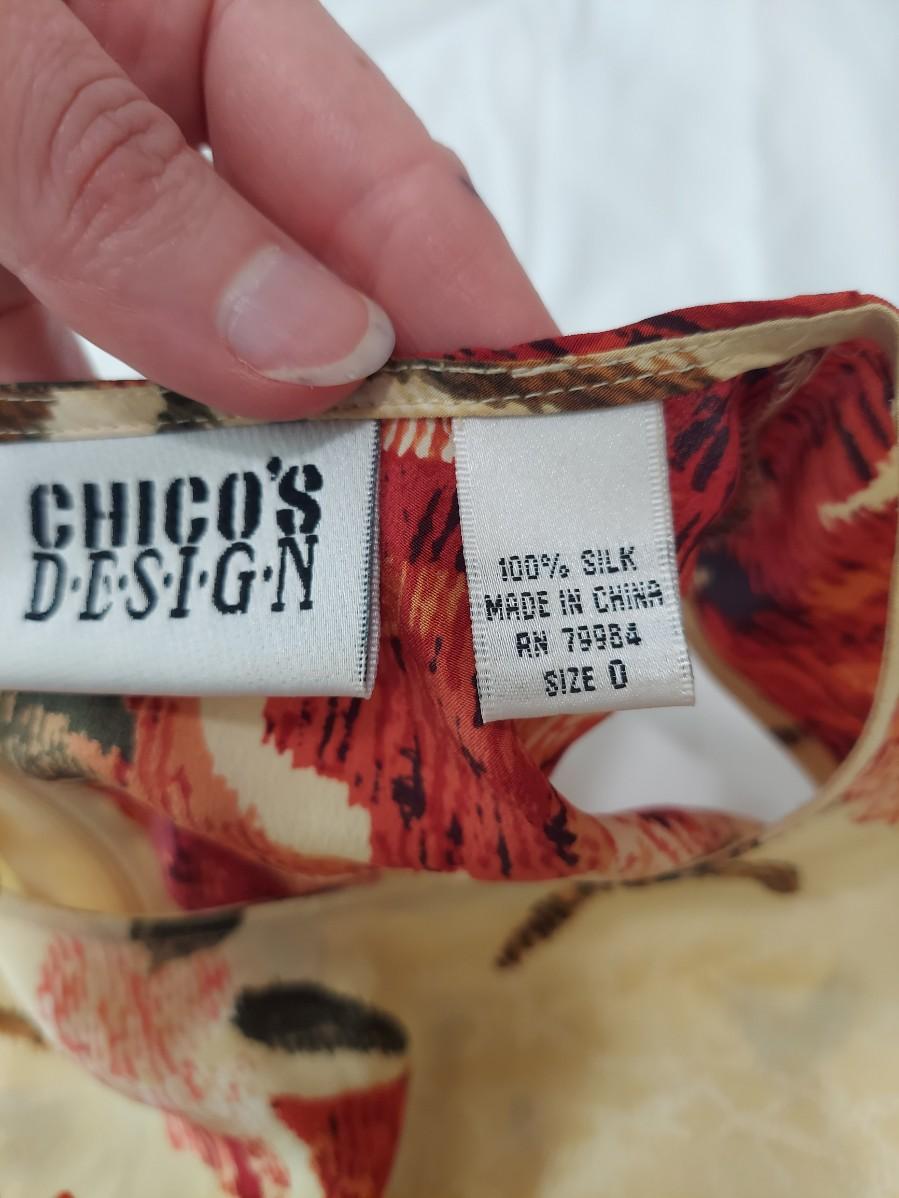 CHICO'S
D·E·S·I·G·N
100% SILK
MADE IN CHINA
RN 79984
SIZE 0